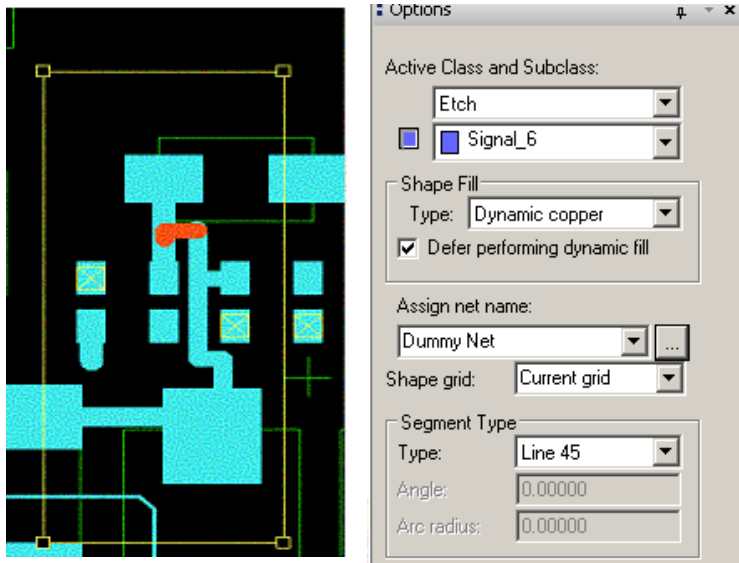 Options
Active Class and Subclass:
Etch
Signal_6
Shape Fill
Type: Dynamic copper
Defer performing dynamic fill
Assign net name:
Dummy Net ...
Shape grid: Current grid
Segment Type
Type: Line 45
Angle: 0.00000
Arc radius: 0.00000